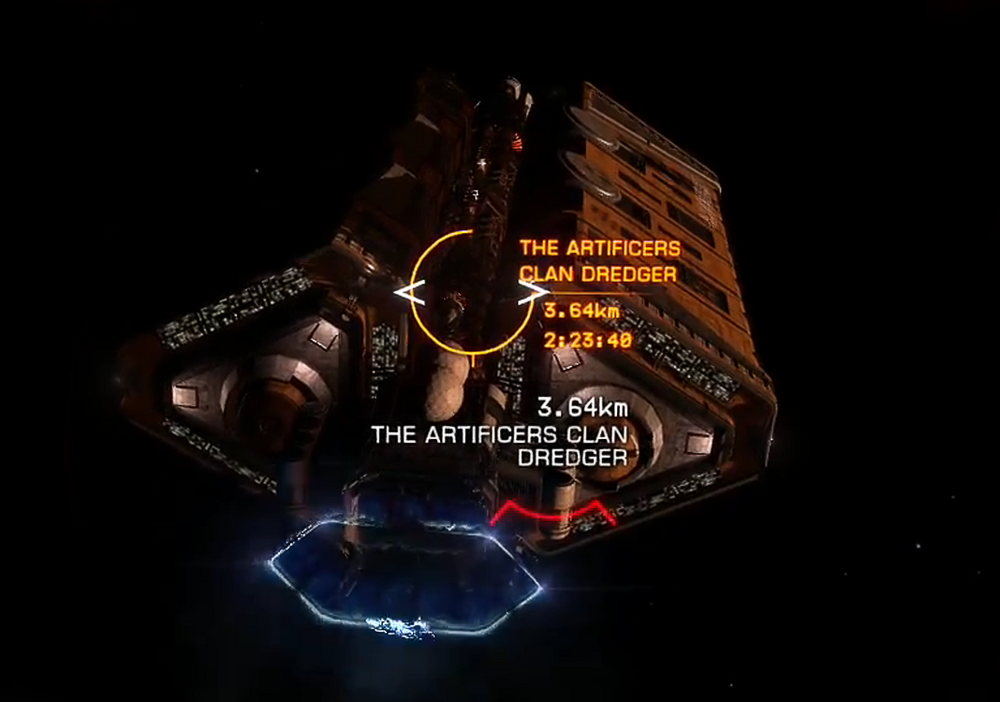 THE ARTIFICERS
CLAN DREDGER
3.64km
2:23:40
3.64km
THE ARTIFICERS CLAN
DREDGER